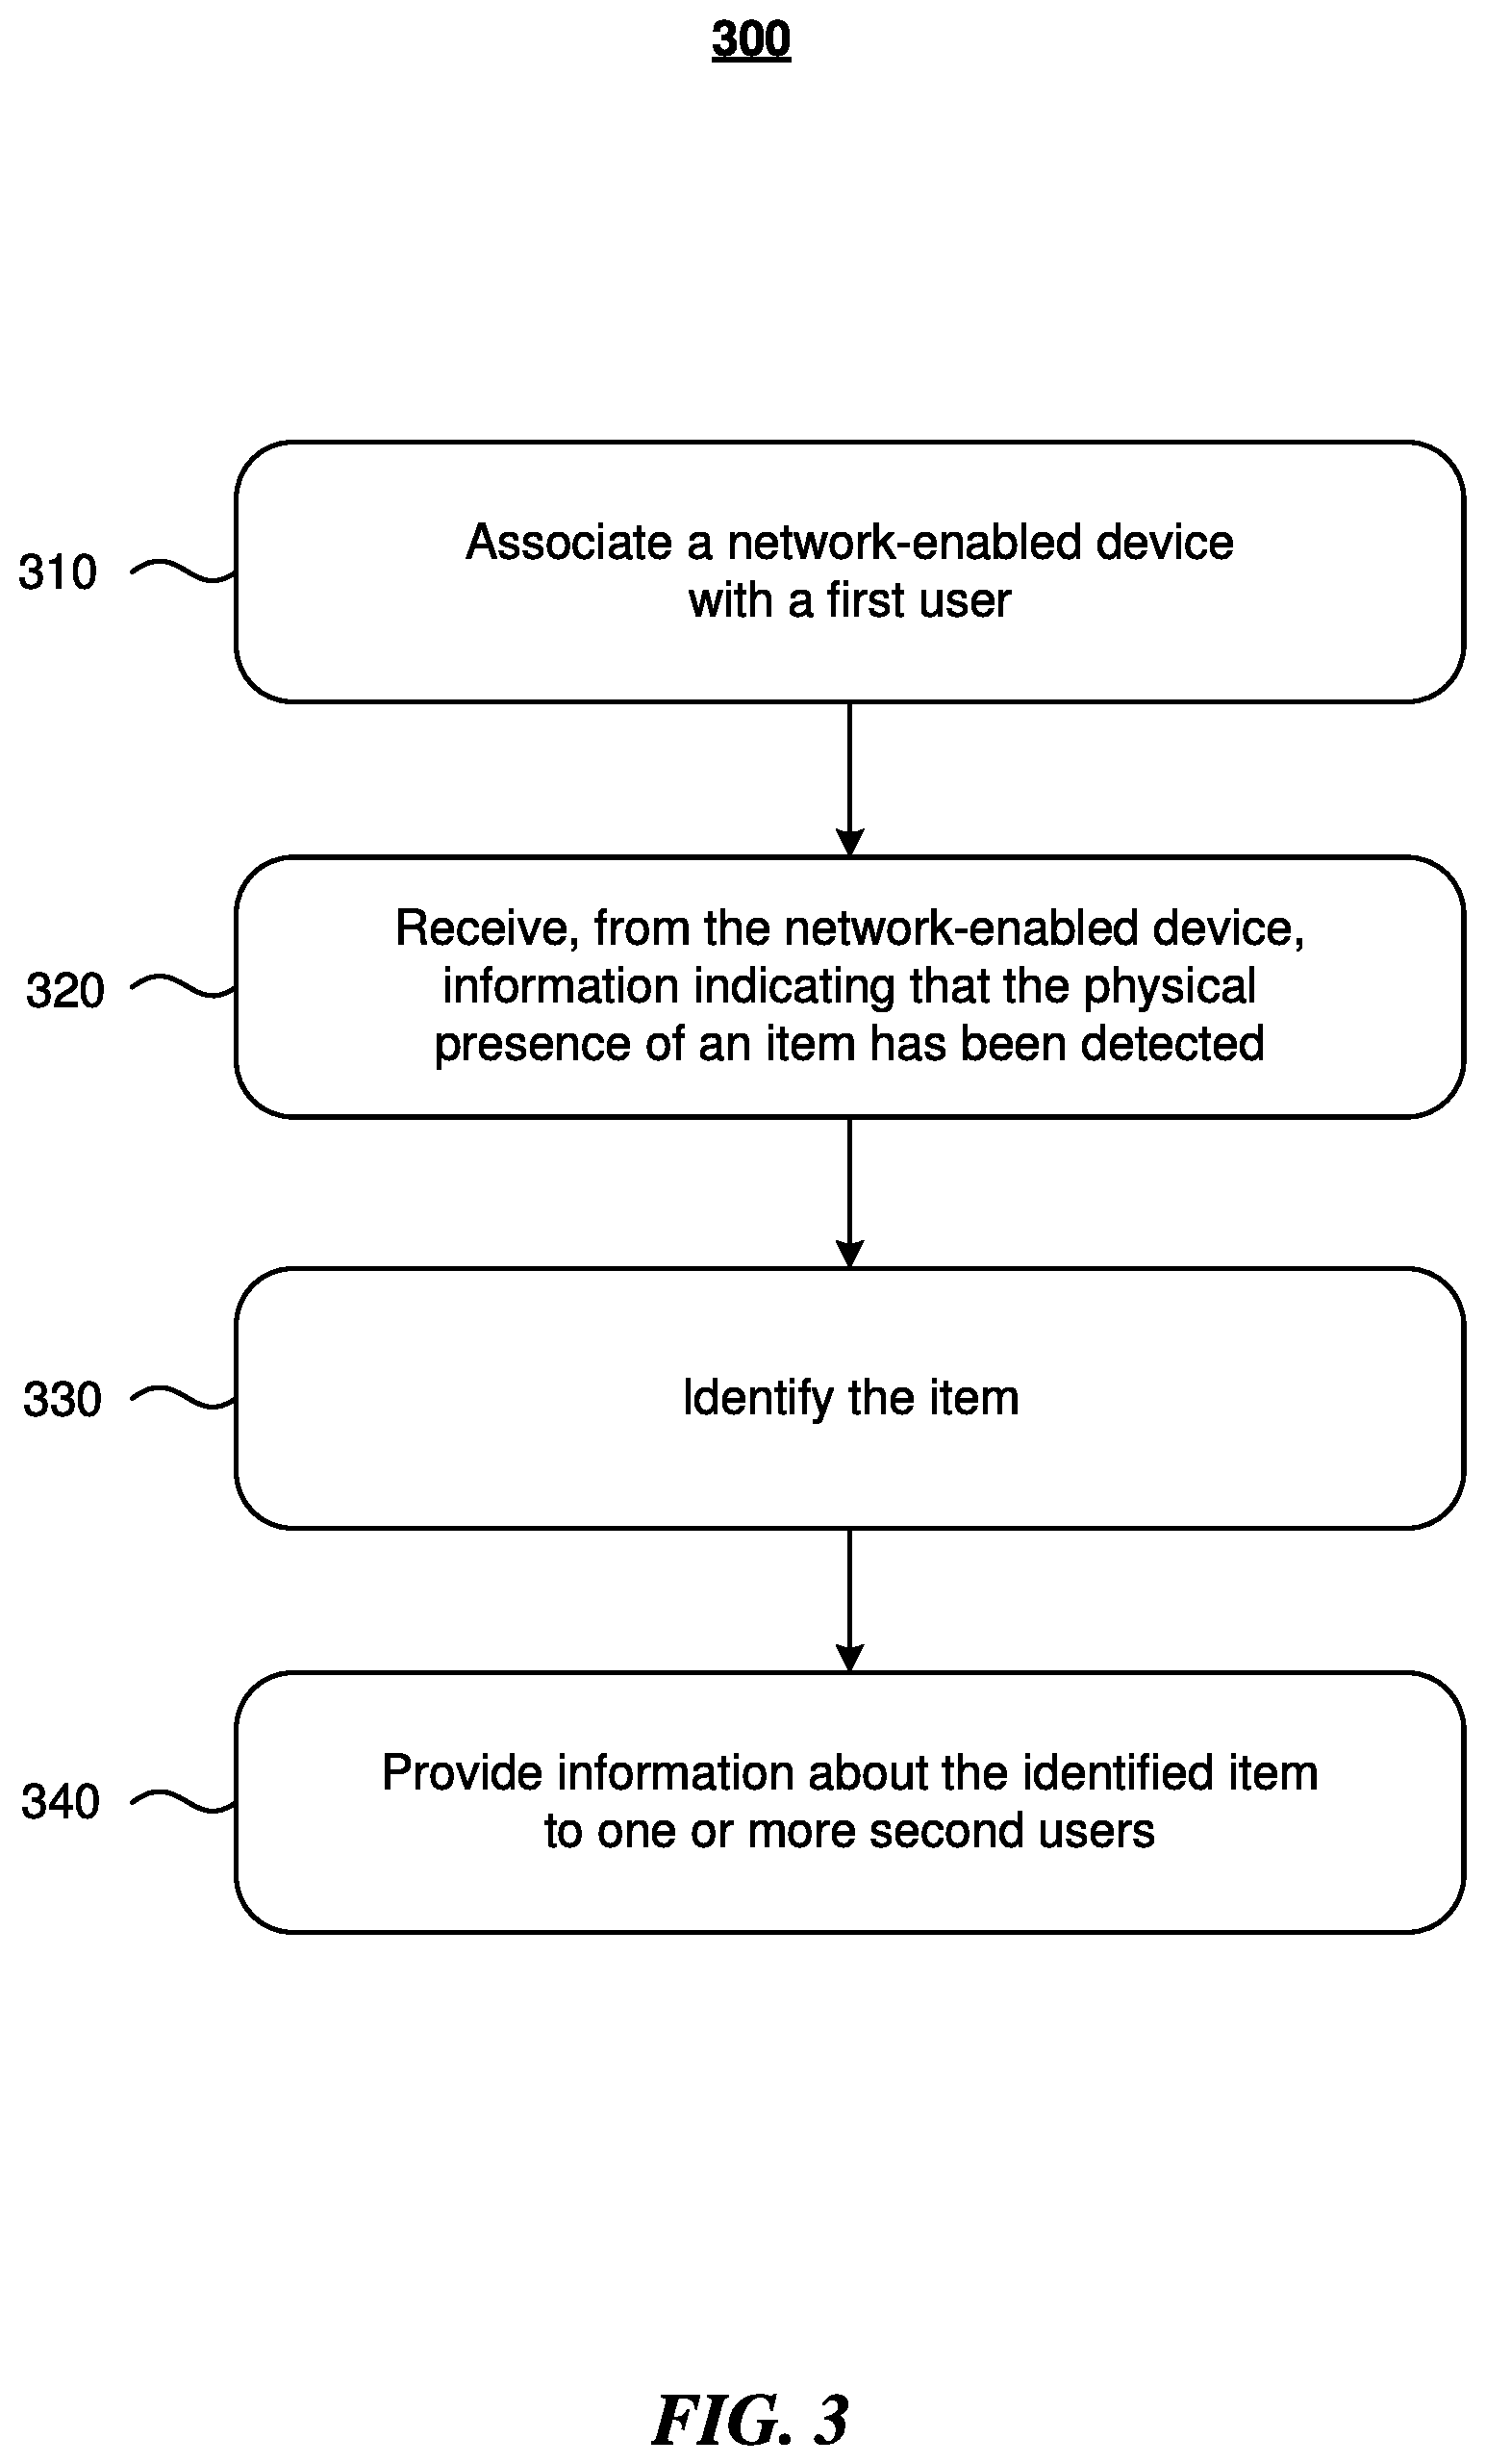 300
310
Associate a network-enabled device
with a first user
320
Receive, from the network-enabled device,
information indicating that the physical
presence of an item has been detected
330
Identify the item
340
Provide information about the identified item
to one or more second users
FIG. 3